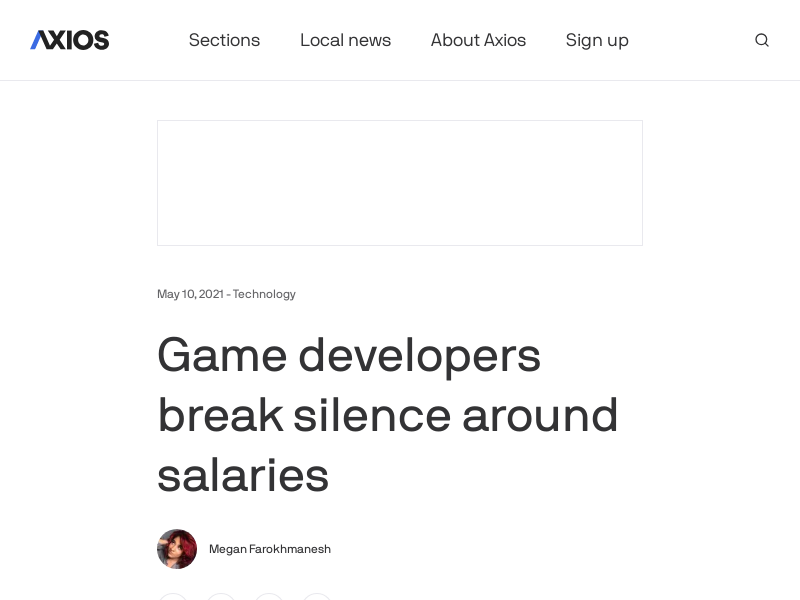 AXIOS
Sections
Local news
About Axios
Sign up
May 10, 2021 - Technology
Game developers
break silence around
salaries
Megan Farokhmanesh